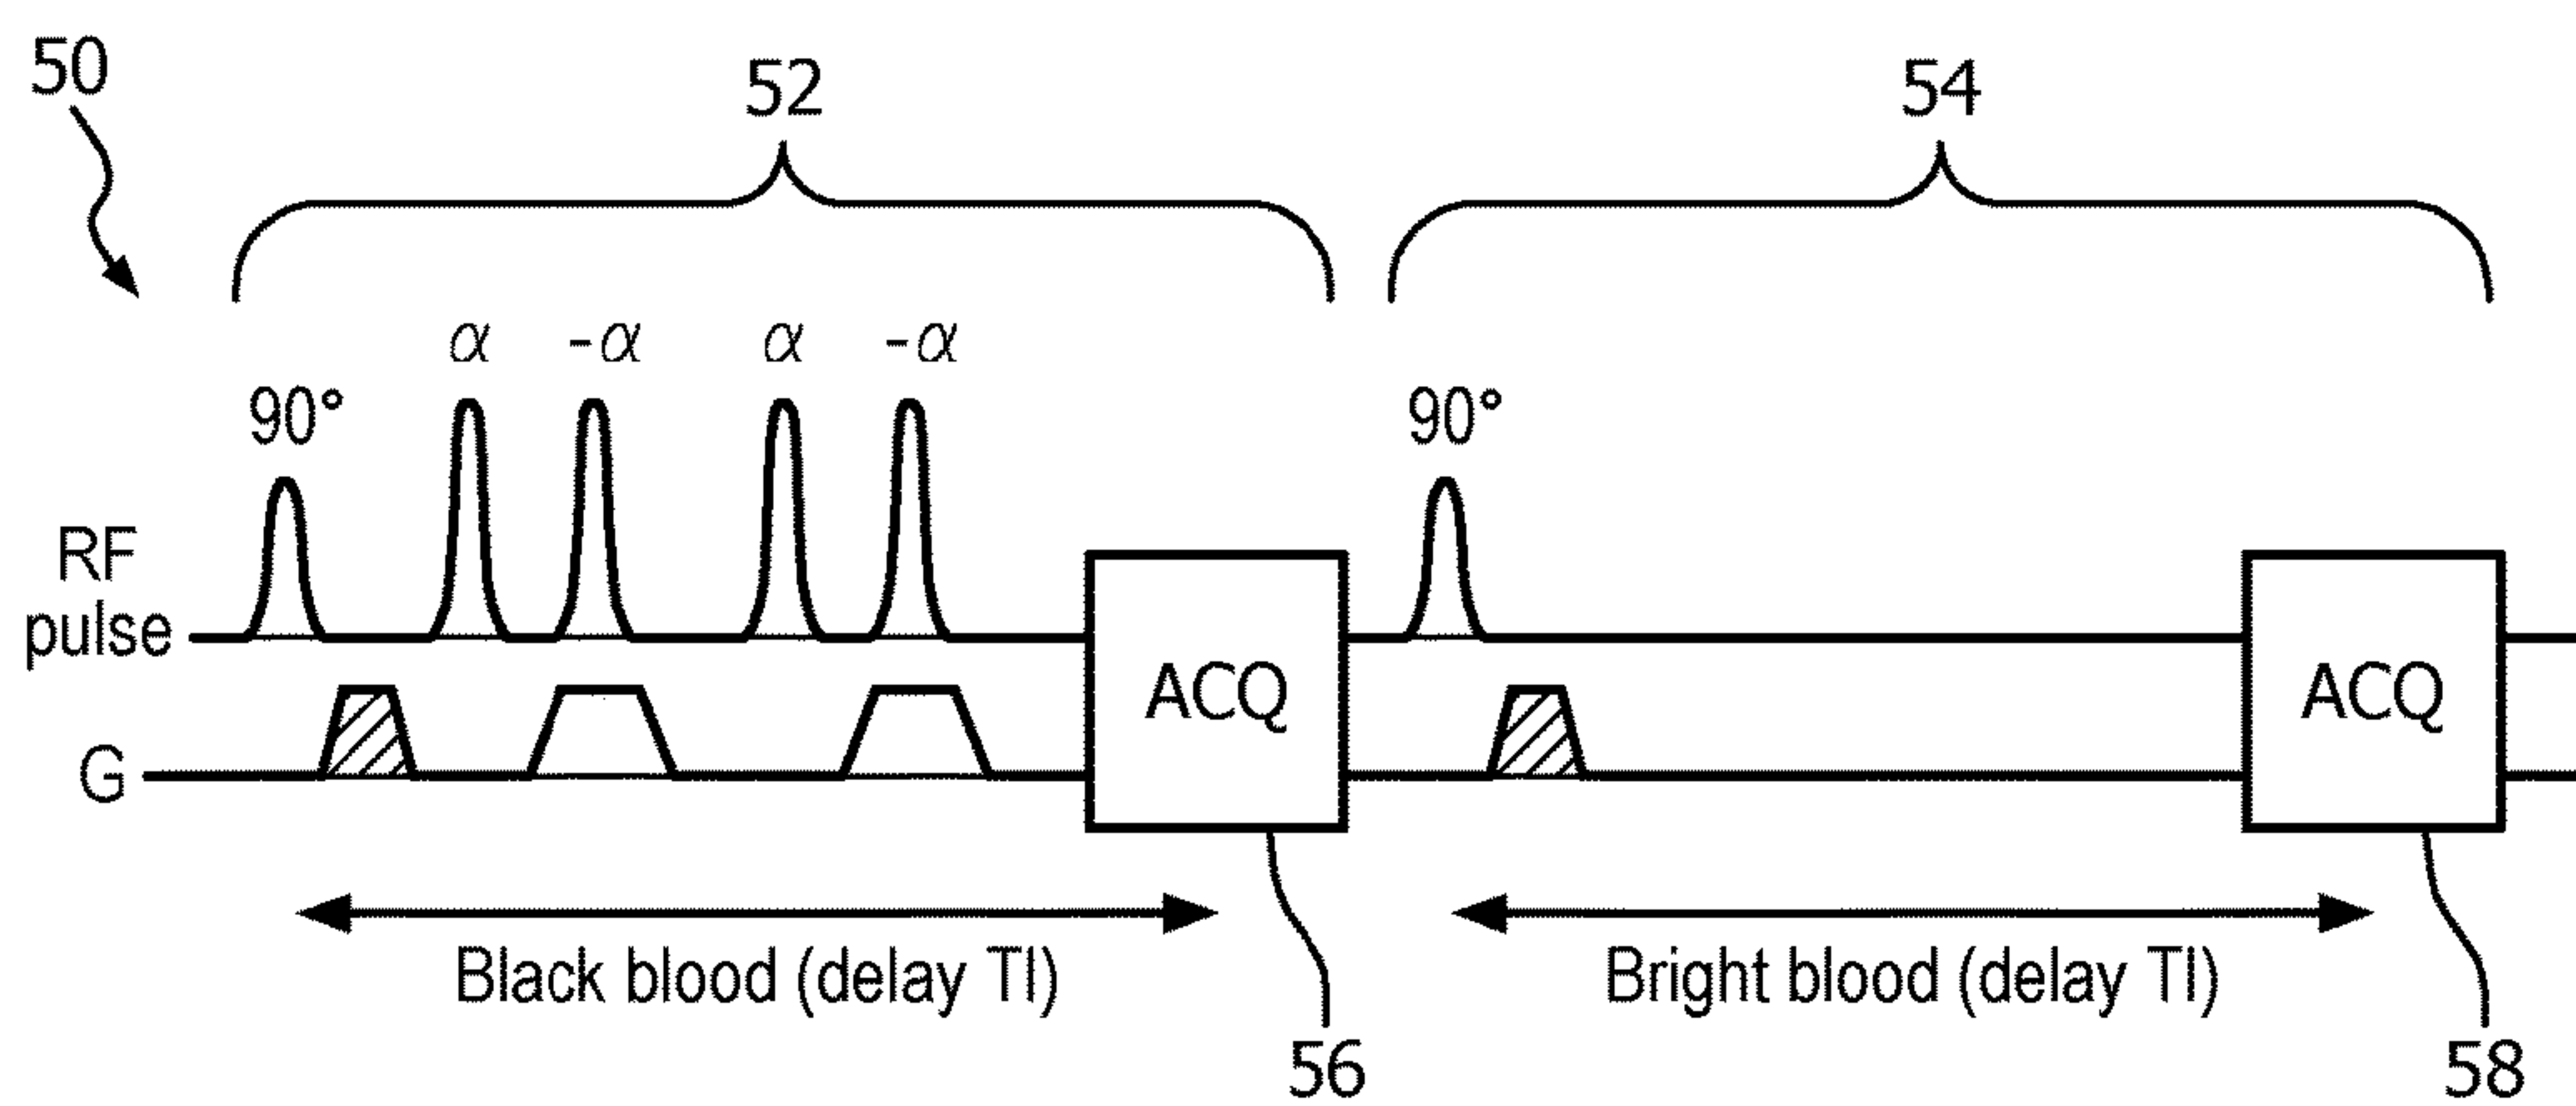 50
52
54
α -α α -α
90°
90°
RF
pulse
ACQ
ACQ
G
Black blood (delay TI)
Bright blood (delay TI)
56
58